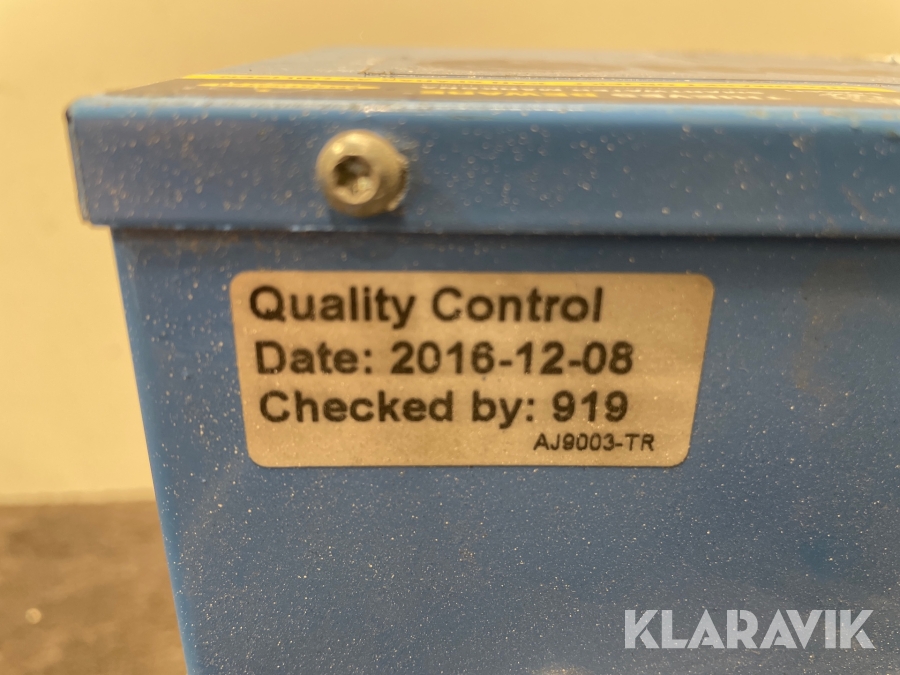 Quality Control
Date: 2016-12-08
Checked by: 919
AJ9003-TR
KLARAVIK